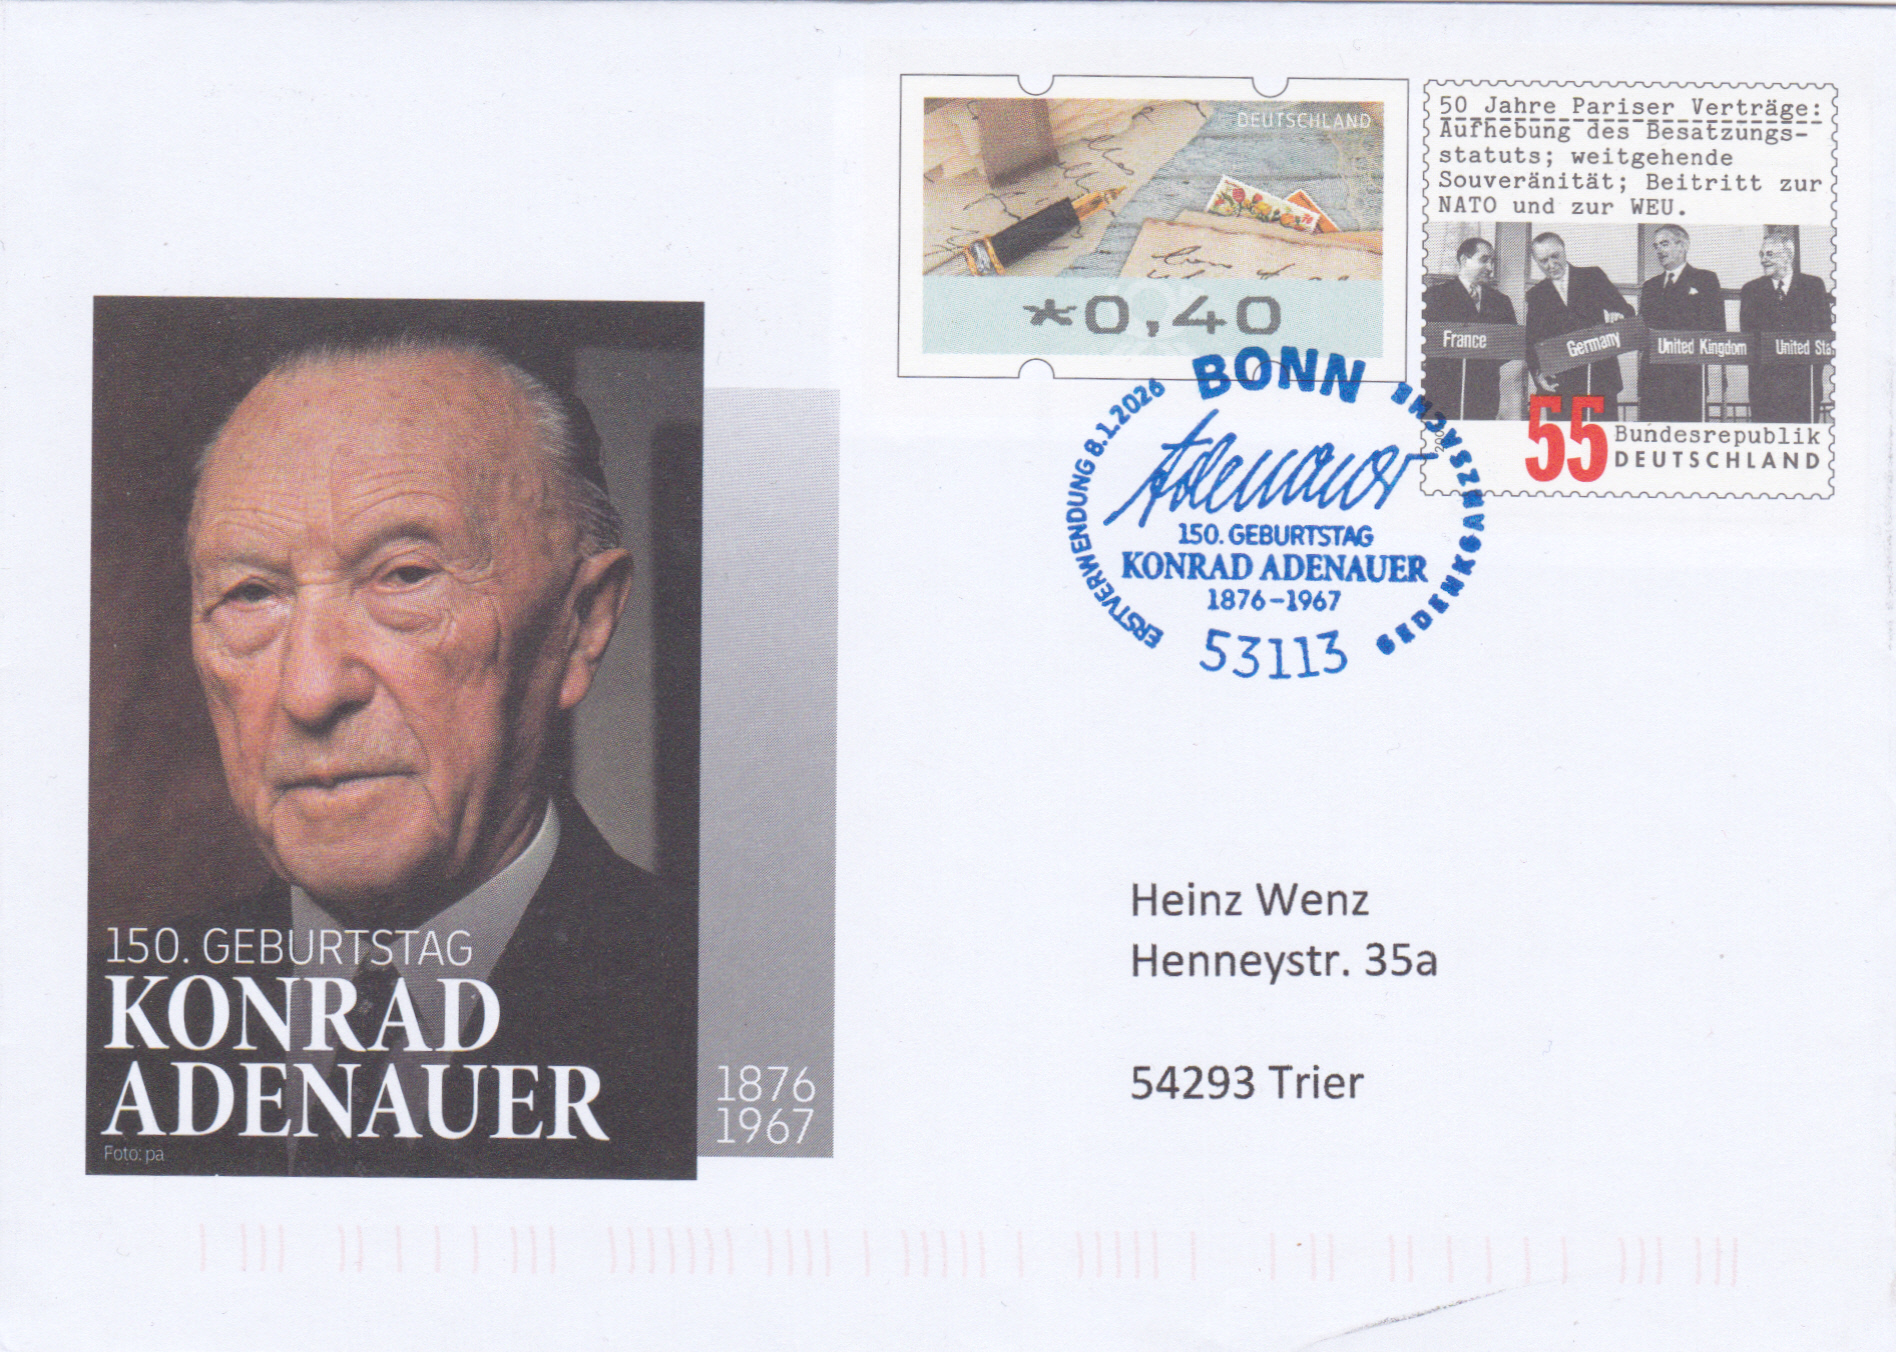 DEUTSCHLAND
*0,40
50 Jahre Pariser Verträge:
Aufhebung des Besatzungs-
statuts; weitgehende
Souveränität; Beitritt zur
NATO und zur WEU.
France
Germany
United Kingdom
United Sta
55
Bundesrepublik
DEUTSCHLAND
BONN
ERSTVERWENDUNG 8.1.2026
GEDENKGANZSACHE
Adenauer
150. GEBURTSTAG
KONRAD ADENAUER
1876-1967
53113
150. GEBURTSTAG
KONRAD
ADENAUER
Foto: pa
1876
1967
Heinz Wenz
Henneystr. 35a
54293 Trier